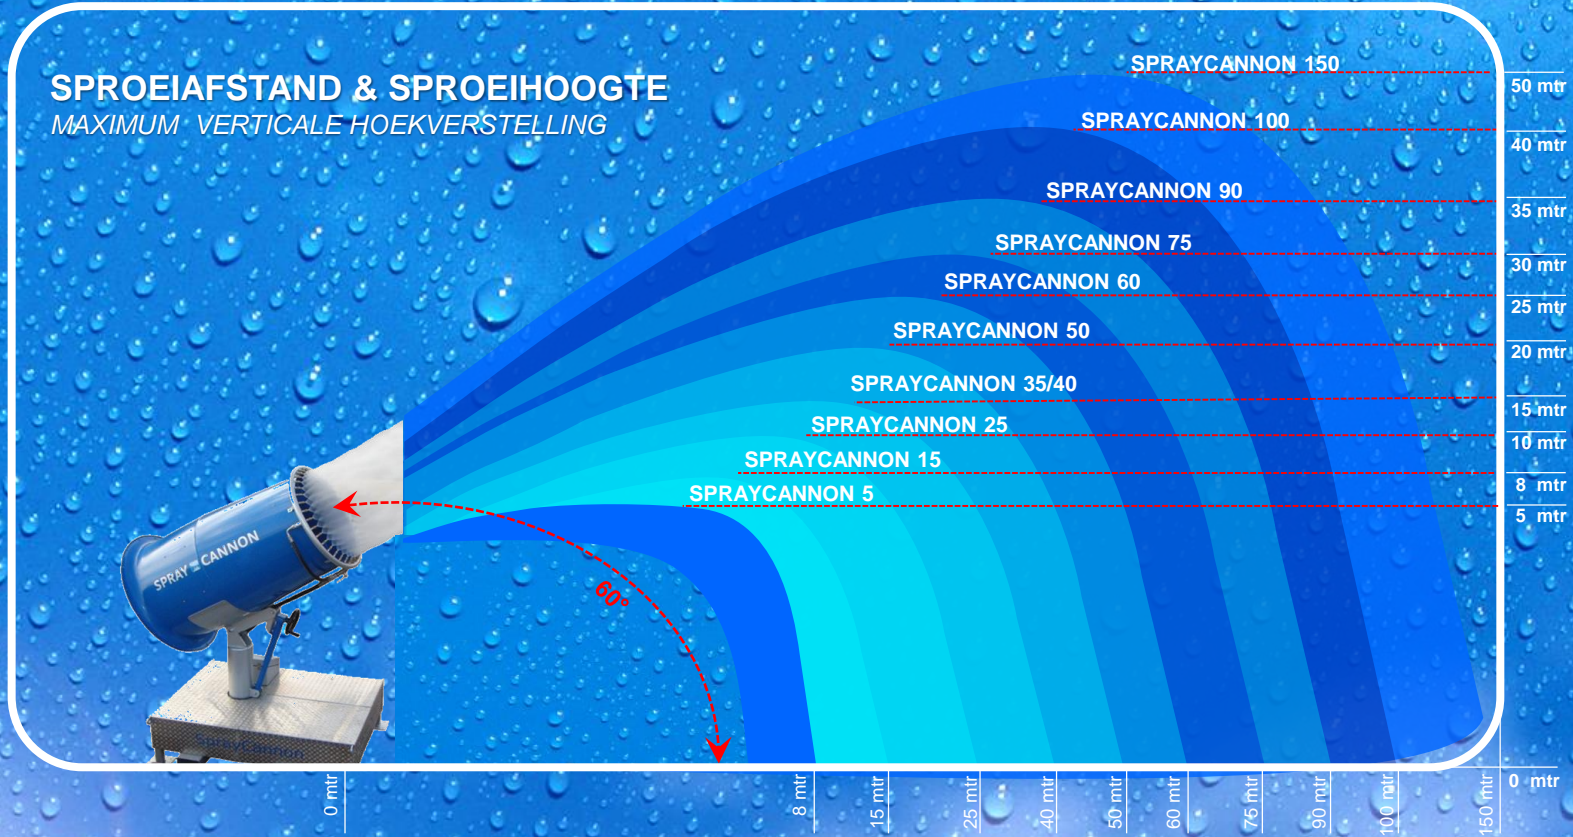 SPROEIAFSTAND & SPROEIHOOGTE
MAXIMUM VERTICALE HOEKVERSTELLING
SPRAYCANNON 150
50 mtr
SPRAYCANNON 100
40 mtr
SPRAYCANNON 90
35 mtr
SPRAYCANNON 75
30 mtr
SPRAYCANNON 60
25 mtr
SPRAYCANNON 50
20 mtr
SPRAYCANNON 35/40
15 mtr
SPRAYCANNON 25
10 mtr
SPRAYCANNON 15
8 mtr
SPRAYCANNON 5
5 mtr
SPRAY CANNON
60°
SprayCannon
0 mtr
0 mtr
8 mtr
15 mtr
25 mtr
40 mtr
50 mtr
60 mtr
75 mtr
90 mtr
100 mtr
150 mtr